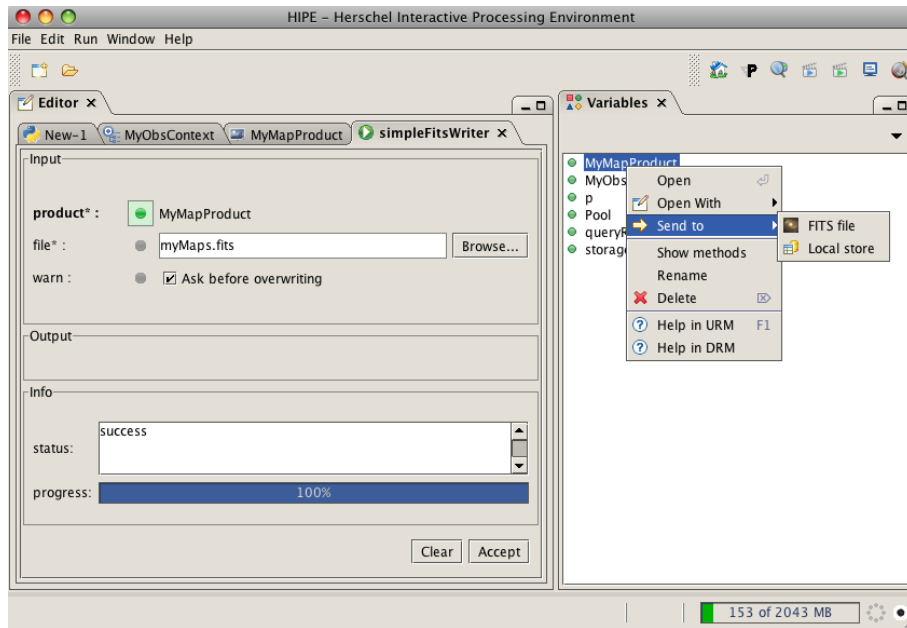 HIPE – Herschel Interactive Processing Environment
File Edit Run Window Help
Editor
New-1 MyObsContext MyMapProduct simpleFitsWriter
Input
product* : MyMapProduct
file* : myMaps.fits Browse...
warn : Ask before overwriting
Output
Info
status: success
progress: 100%
Clear Accept
Variables
MyMapProduct
MyObs
p
Pool
queryR
storag
Open
Open With
Send to
Show methods
Rename
Delete
Help in URM F1
Help in DRM
FITS file
Local store
153 of 2043 MB